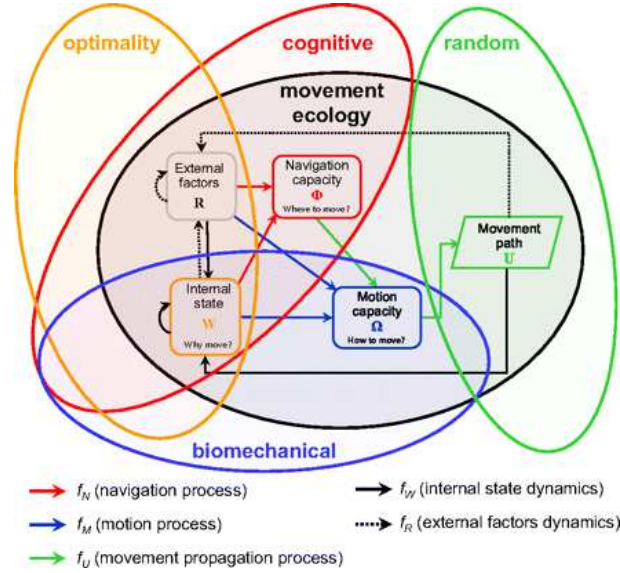 optimality
cognitive
random
movement
ecology
External
factors
R
Navigation
capacity
Φ
Where to move?
Movement
path
U
Internal
state
W
Why move?
Motion
capacity
Ω
How to move?
biomechanical
f_N (navigation process)
f_W (internal state dynamics)
f_M (motion process)
f_R (external factors dynamics)
f_U (movement propagation process)